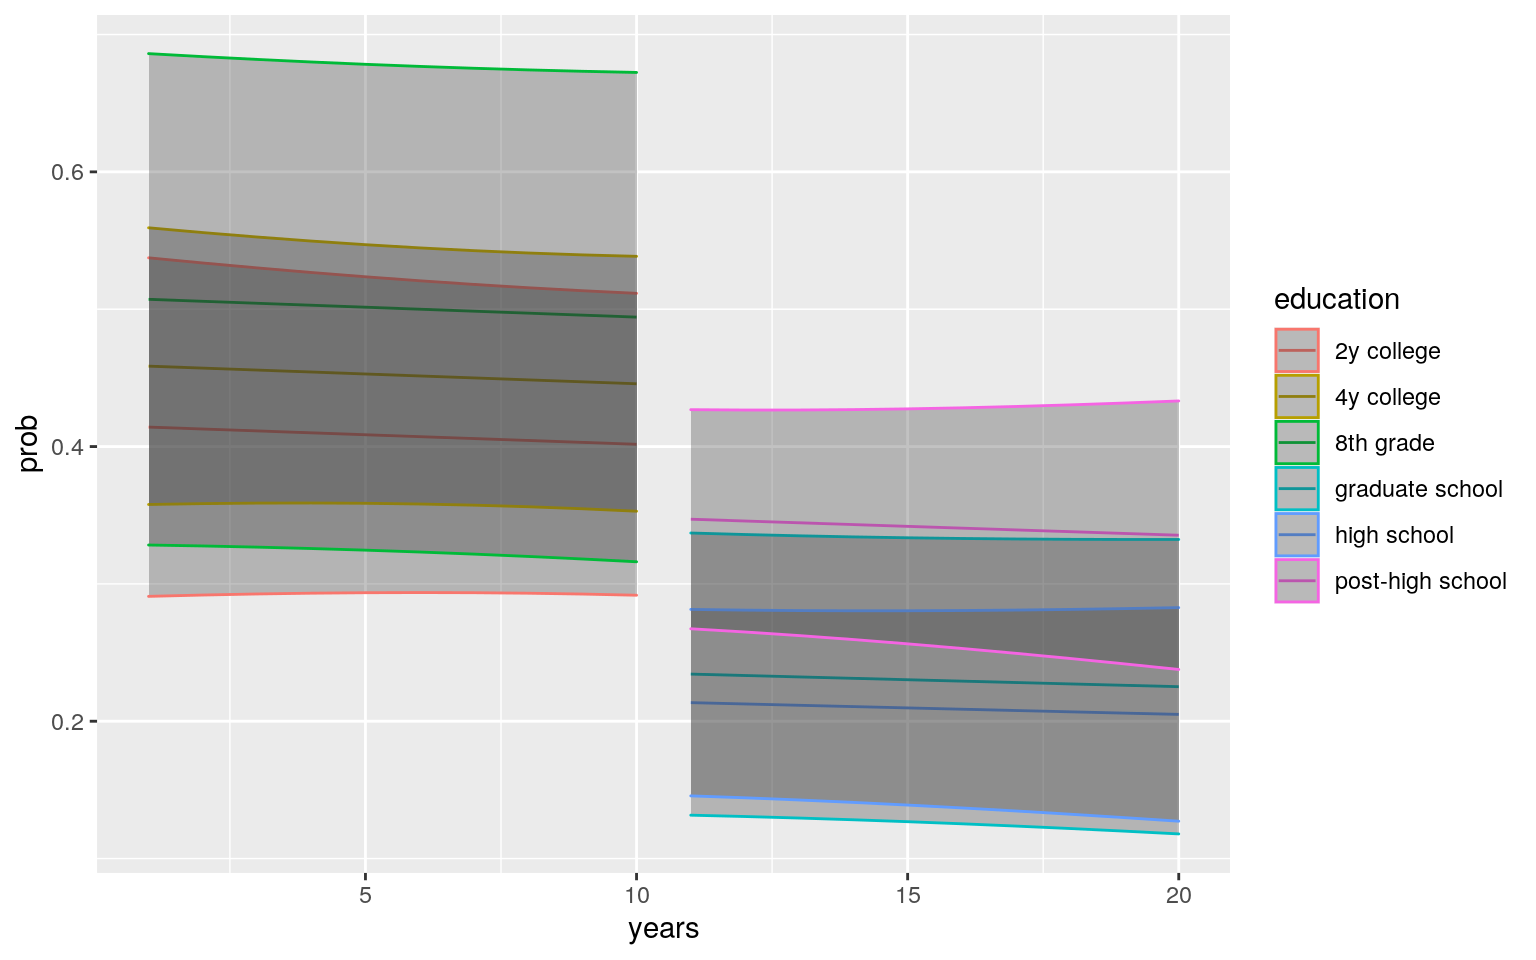 0.6
0.4
0.2
prob
5
10
15
20
years
education
2y college
4y college
8th grade
graduate school
high school
post-high school